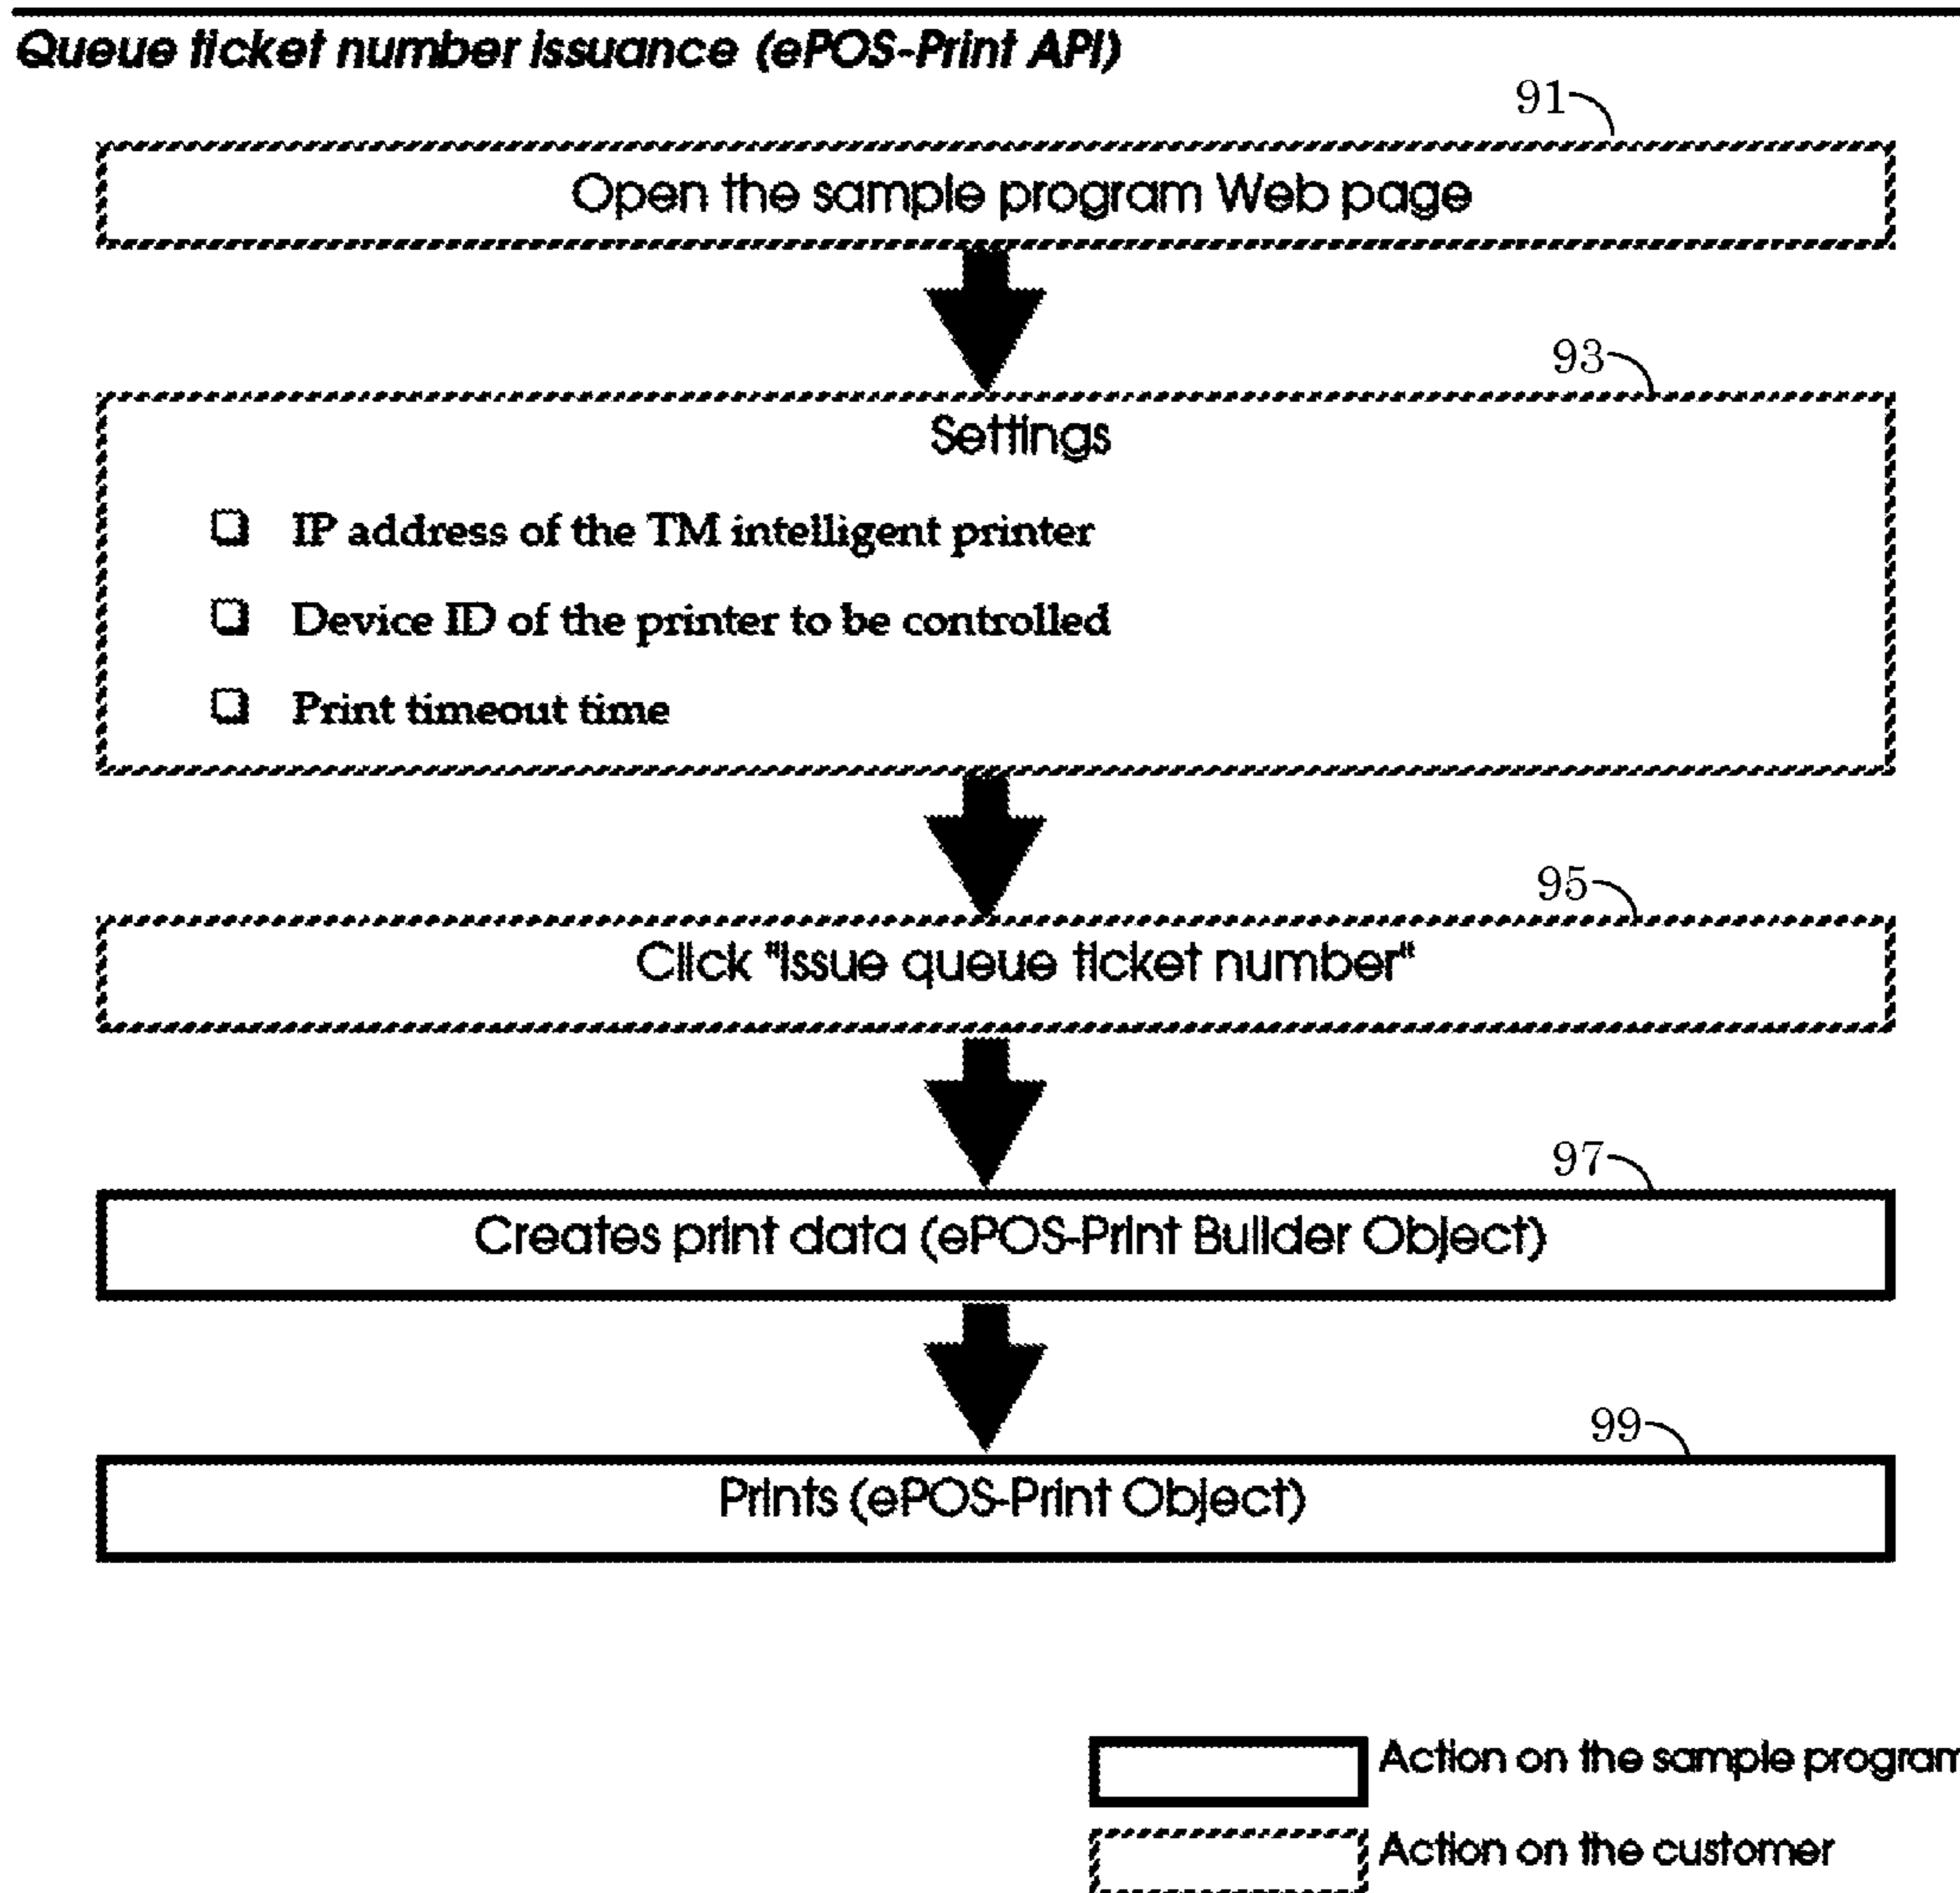 Queue ticket number issuance (ePOS-Print API)
91
Open the sample program Web page
93
Settings
IP address of the TM intelligent printer
Device ID of the printer to be controlled
Print timeout time
95
Click "Issue queue ticket number"
97
Creates print data (ePOS-Print Builder Object)
99
Prints (ePOS-Print Object)
Action on the sample program
Action on the customer